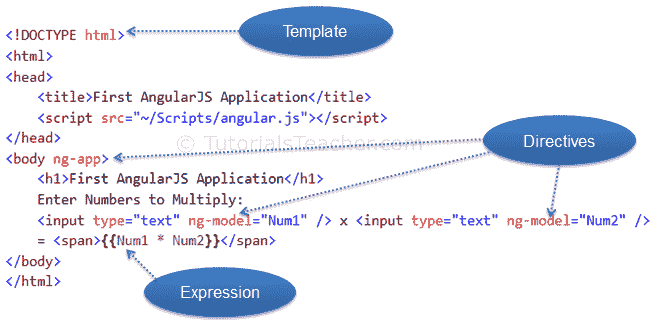 Template
<!DOCTYPE html>
<html>
<head>
    <title>First AngularJS Application</title>
    <script src="~/Scripts/angular.js"></script>
</head>
© TutorialsTeacher.com
Directives
<body ng-app>
    <h1>First AngularJS Application</h1>
    Enter Numbers to Multiply:
    <input type="text" ng-model="Num1" /> x <input type="text" ng-model="Num2" />
    = <span>{{Num1 * Num2}}</span>
</body>
</html>
Expression